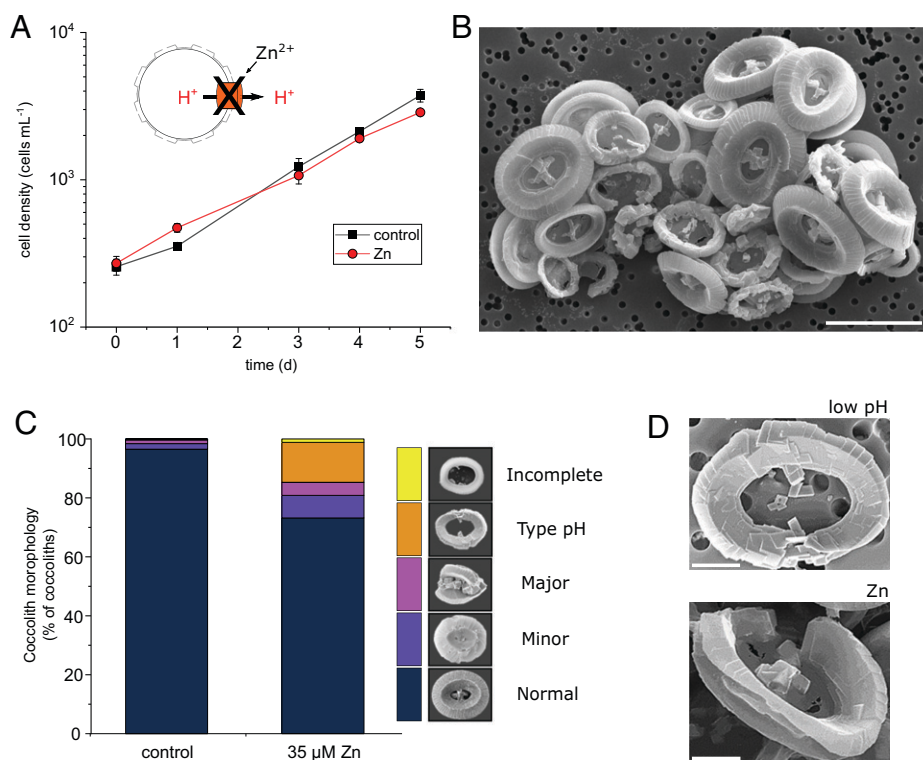 A
10⁴
10³
10²
cell density (cells mL⁻¹)
Zn²⁺
H⁺
H⁺
control
Zn
0
1
2
3
4
5
time (d)
B
C
100
80
60
40
20
0
Coccolith morophology
(% of coccoliths)
control
35 µM Zn
Incomplete
Type pH
Major
Minor
Normal
D
low pH
Zn